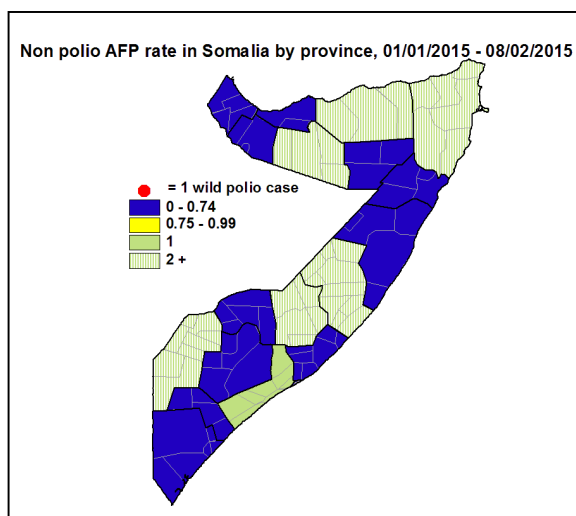 Non polio AFP rate in Somalia by province, 01/01/2015 - 08/02/2015
= 1 wild polio case
0 - 0.74
0.75 - 0.99
1
2 +